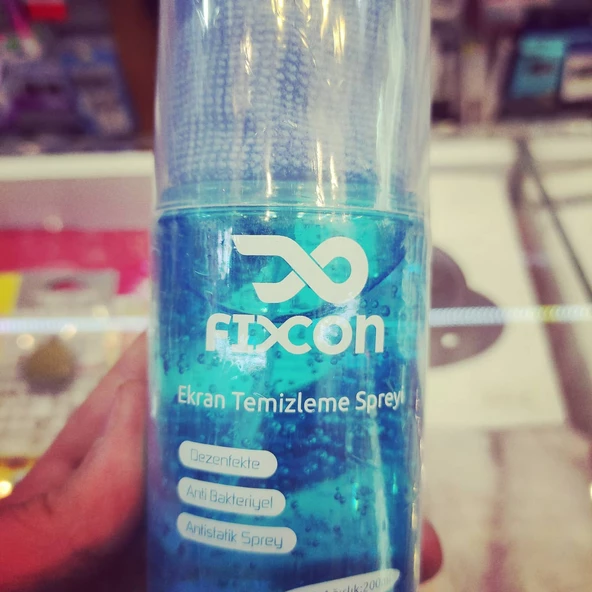 FIXCON
Ekran Temizleme Spreyi
Dezenfekte
Anti Bakteriyel
Antistatik Sprey